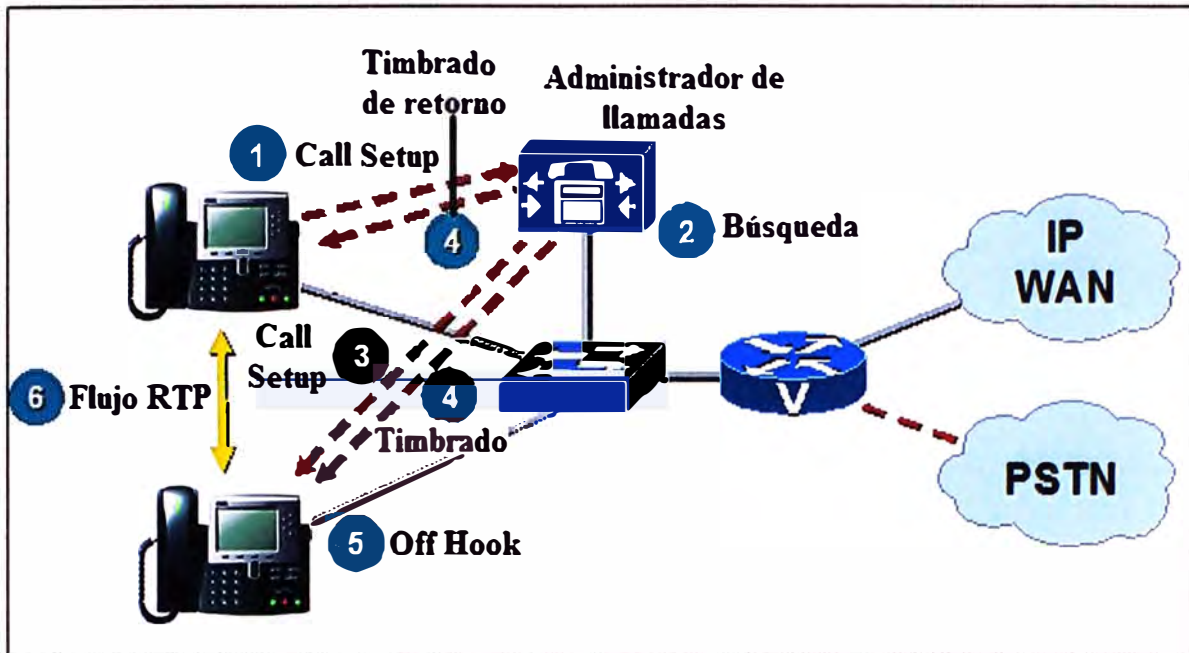 Timbrado
de retorno
Administrador de
llamadas
1 Call Setup
4
2 Búsqueda
IP
WAN
Call
Setup
3
4
Timbrado
6 Flujo RTP
V
PSTN
5 Off Hook